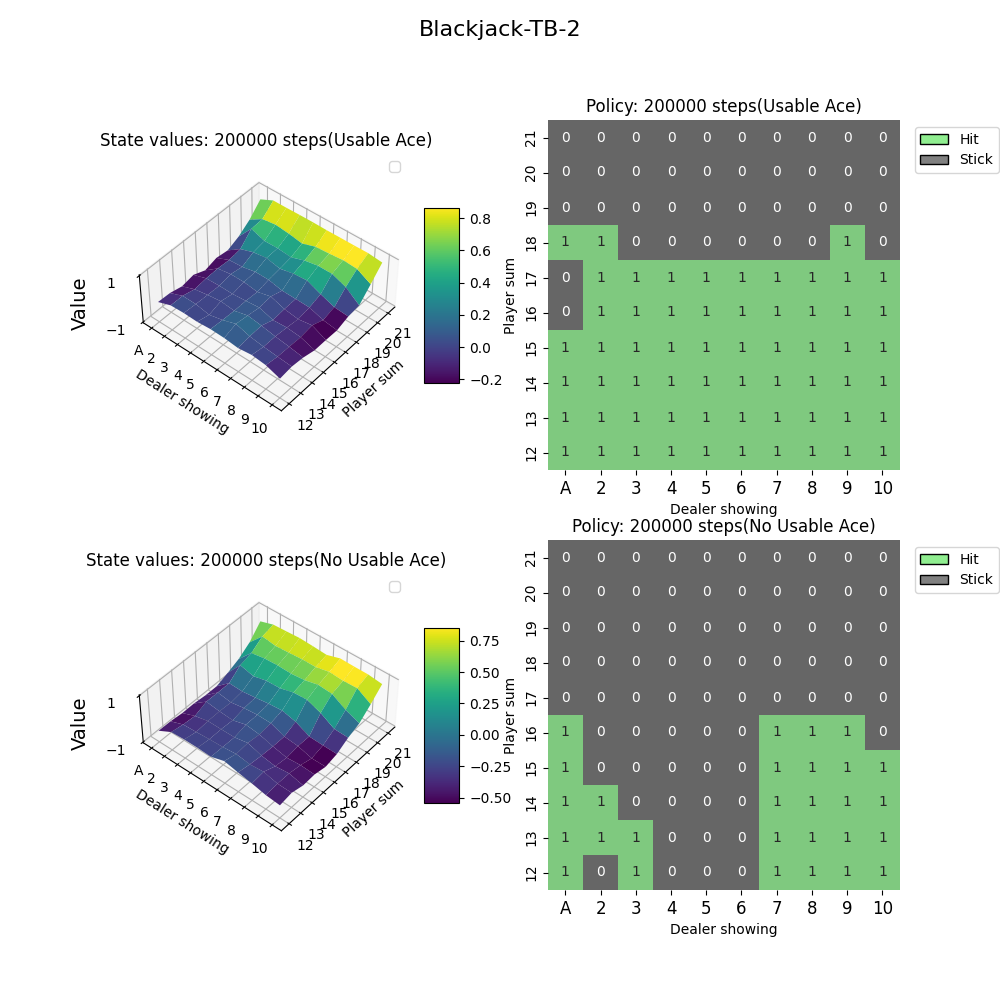 Blackjack-TB-2
State values: 200000 steps(Usable Ace)
Value
1
−1
A 2 3 4 5 6 7 8 9 10
Dealer showing
12 13 14 15 16 17 18 19 20 21
Player sum
0.8
0.6
0.4
0.2
0.0
−0.2
Policy: 200000 steps(Usable Ace)
Player sum
21 0 0 0 0 0 0 0 0 0 0
20 0 0 0 0 0 0 0 0 0 0
19 0 0 0 0 0 0 0 0 0 0
18 1 1 0 0 0 0 0 0 1 0
17 0 1 1 1 1 1 1 1 1 1
16 0 1 1 1 1 1 1 1 1 1
15 1 1 1 1 1 1 1 1 1 1
14 1 1 1 1 1 1 1 1 1 1
13 1 1 1 1 1 1 1 1 1 1
12 1 1 1 1 1 1 1 1 1 1
A 2 3 4 5 6 7 8 9 10
Dealer showing
Hit
Stick
State values: 200000 steps(No Usable Ace)
Value
1
−1
A 2 3 4 5 6 7 8 9 10
Dealer showing
12 13 14 15 16 17 18 19 20 21
Player sum
0.75
0.50
0.25
0.00
−0.25
−0.50
Policy: 200000 steps(No Usable Ace)
Player sum
21 0 0 0 0 0 0 0 0 0 0
20 0 0 0 0 0 0 0 0 0 0
19 0 0 0 0 0 0 0 0 0 0
18 0 0 0 0 0 0 0 0 0 0
17 0 0 0 0 0 0 0 0 0 0
16 1 0 0 0 0 0 1 1 1 0
15 1 0 0 0 0 0 1 1 1 1
14 1 1 0 0 0 0 1 1 1 1
13 1 1 1 0 0 0 1 1 1 1
12 1 0 1 0 0 0 1 1 1 1
A 2 3 4 5 6 7 8 9 10
Dealer showing
Hit
Stick